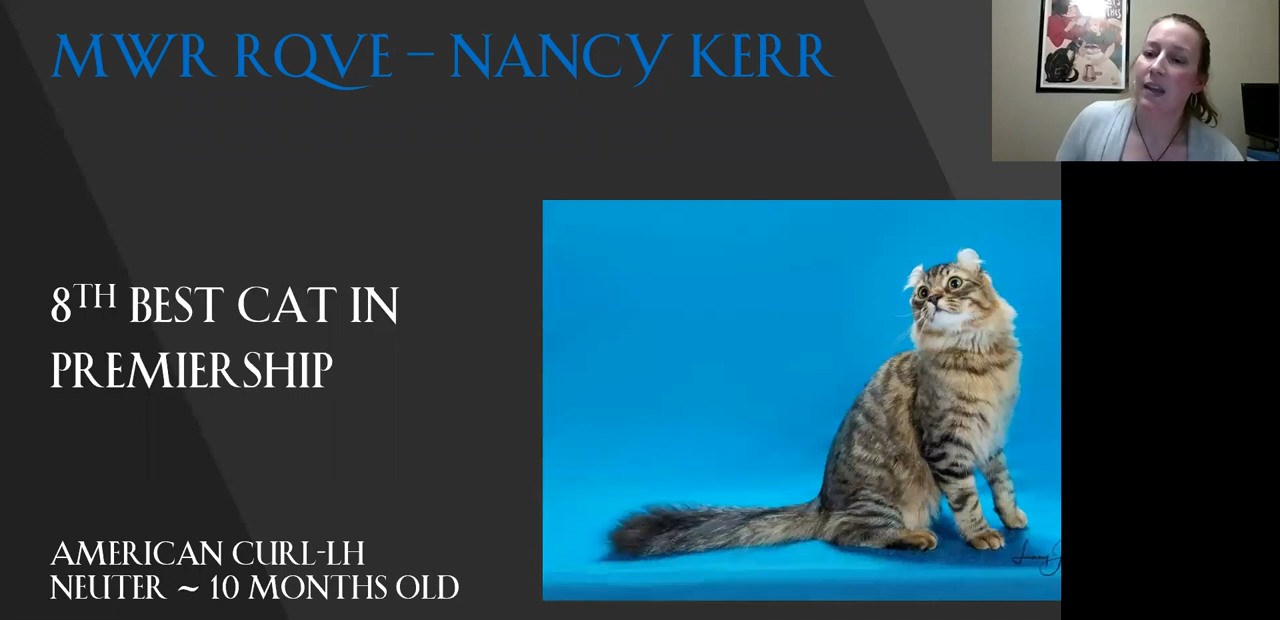 MWR RQVE – NANCY KERR
8TH BEST CAT IN
PREMIERSHIP
AMERICAN CURL-LH
NEUTER ~ 10 MONTHS OLD